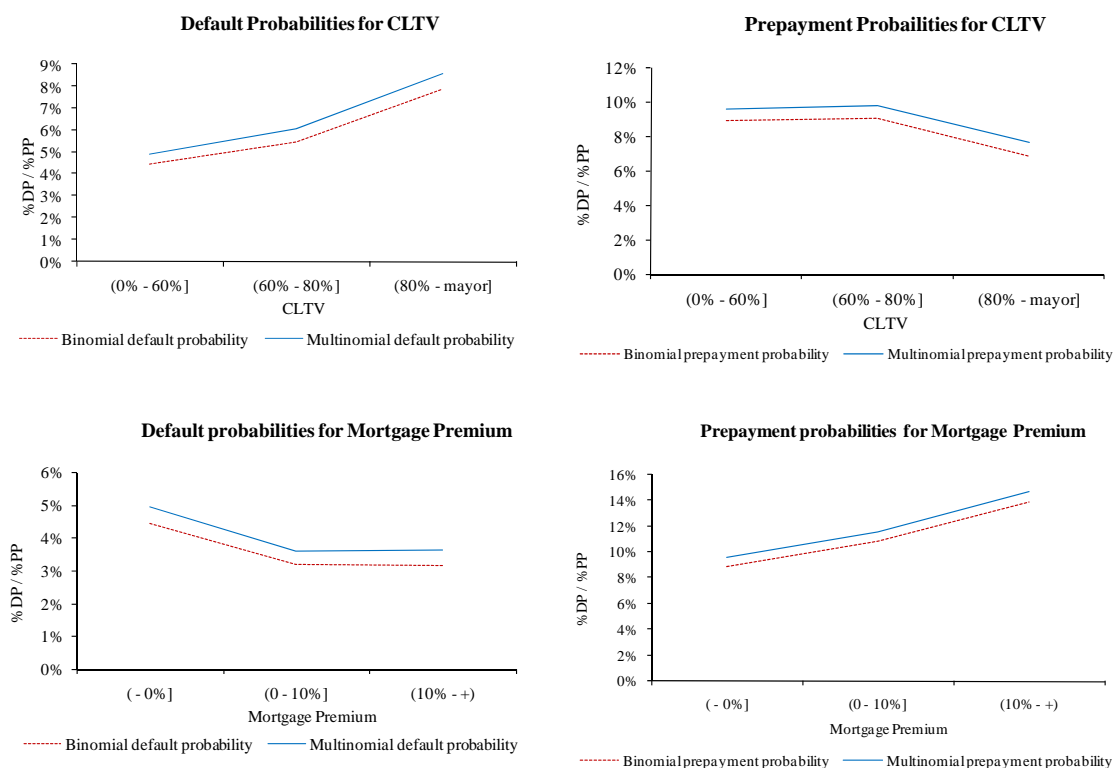 Default Probabilities for CLTV
9%
8%
7%
6%
5%
4%
3%
2%
1%
0%
%DP / %PP
(0% - 60%]
(60% - 80%]
(80% - mayor]
CLTV
Binomial default probability
Multinomial default probability
Prepayment Probailities for CLTV
12%
10%
8%
6%
4%
2%
0%
%DP / %PP
(0% - 60%]
(60% - 80%]
(80% - mayor]
CLTV
Binomial prepayment probability
Multinomial prepayment probability
Default probabilities for Mortgage Premium
6%
5%
4%
3%
2%
1%
0%
%DP / %PP
( - 0%]
(0 - 10%]
(10% - +)
Mortgage Premium
Binomial default probability
Multinomial default probability
Prepayment probabilities for Mortgage Premium
16%
14%
12%
10%
8%
6%
4%
2%
0%
%DP / %PP
( - 0%]
(0 - 10%]
(10% - +)
Mortgage Premium
Binomial prepayment probability
Multinomial prepayment probability